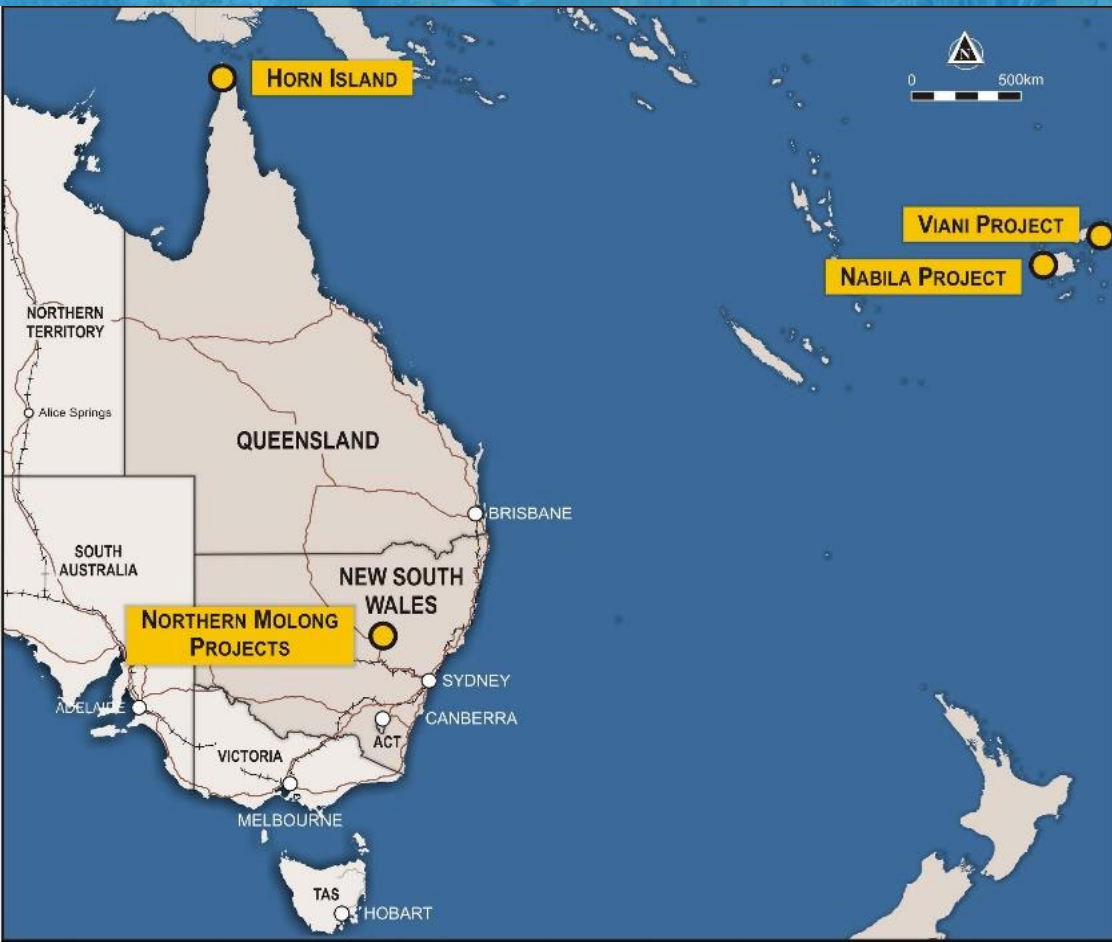 HORN ISLAND
N
0 500km
VIANI PROJECT
NABILA PROJECT
NORTHERN
TERRITORY
Alice Springs
QUEENSLAND
BRISBANE
SOUTH
AUSTRALIA
NEW SOUTH
WALES
NORTHERN MOLONG
PROJECTS
SYDNEY
ADELAIDE
CANBERRA
ACT
VICTORIA
MELBOURNE
TAS
HOBART